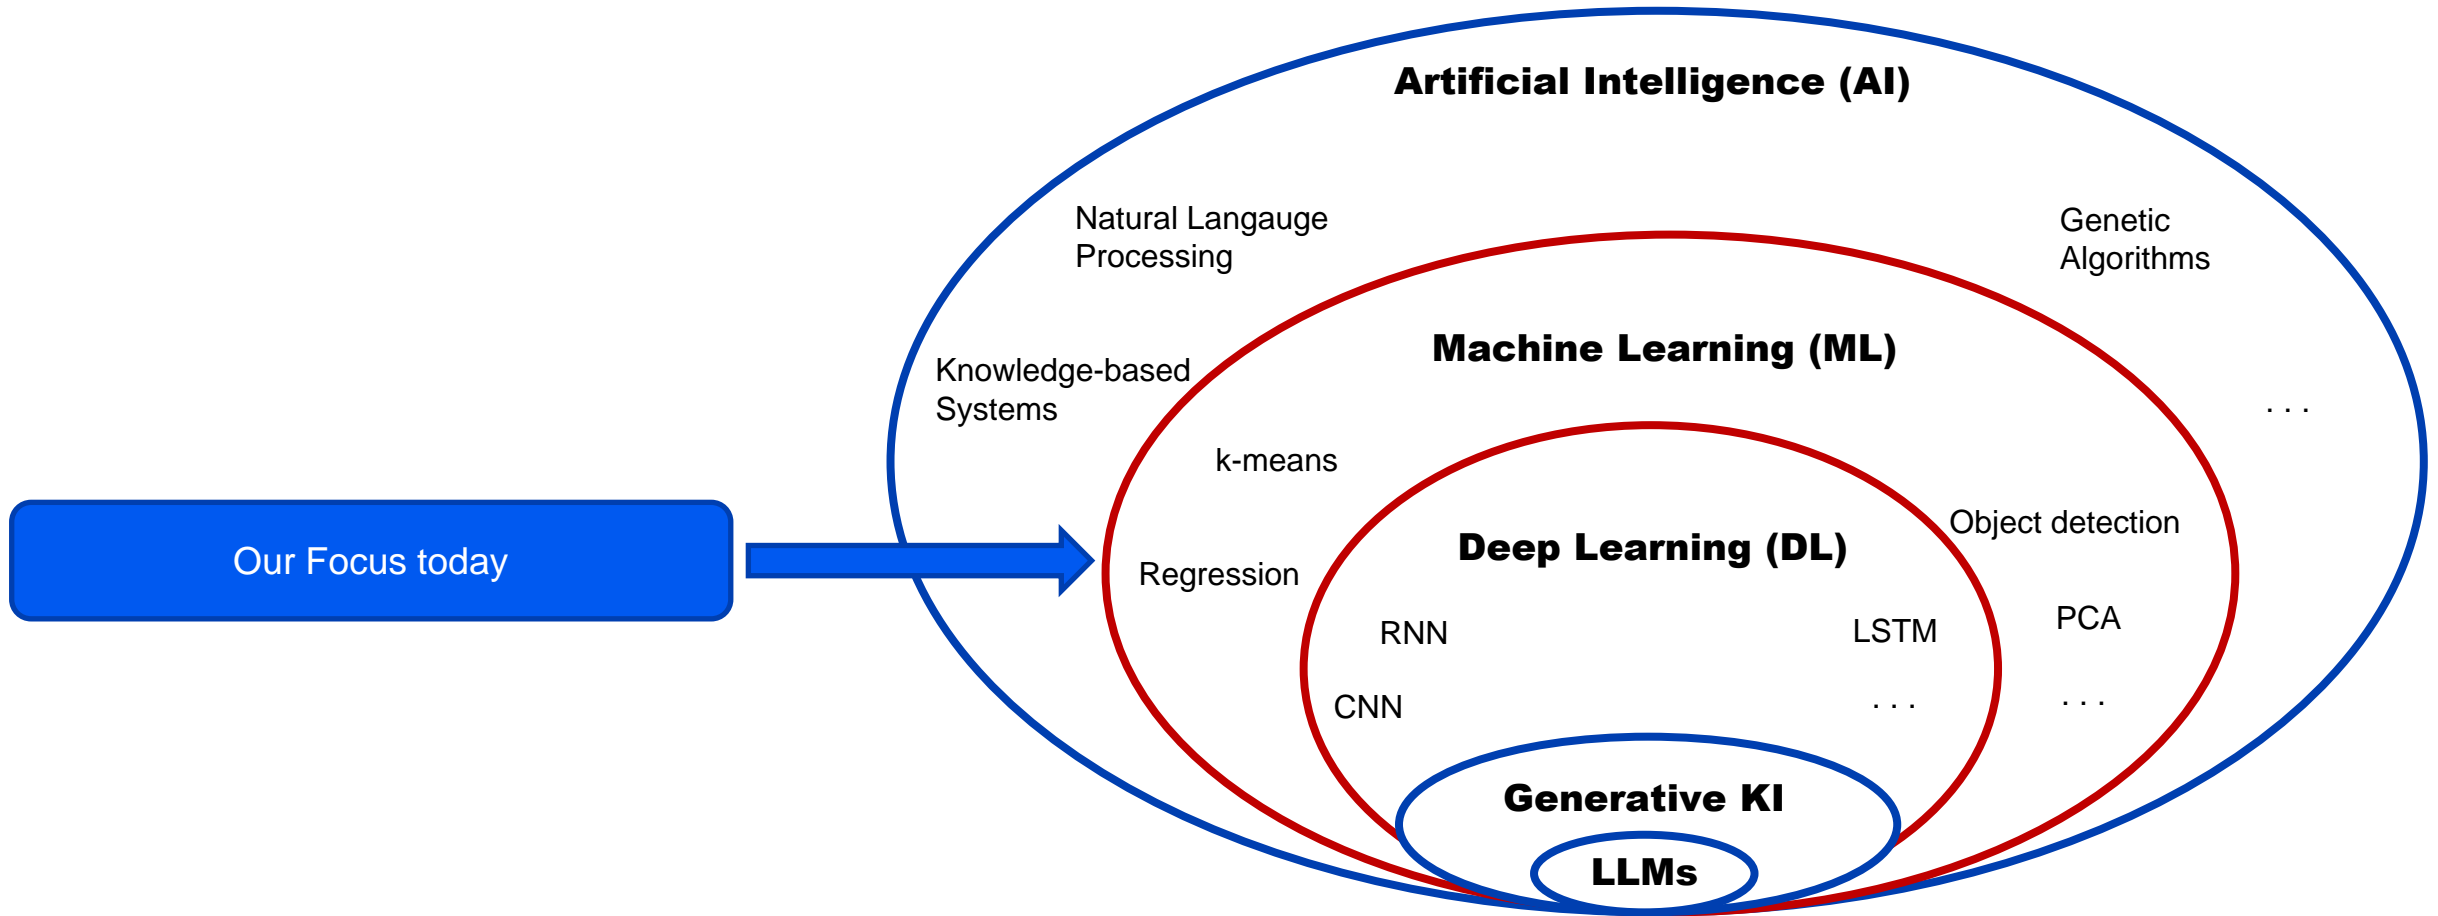 Artificial Intelligence (AI)
Natural Langauge
Processing
Genetic
Algorithms
Machine Learning (ML)
Knowledge-based
Systems
. . .
k-means
Object detection
Deep Learning (DL)
Our Focus today
Regression
RNN
LSTM
PCA
CNN
. . .
. . .
Generative KI
LLMs